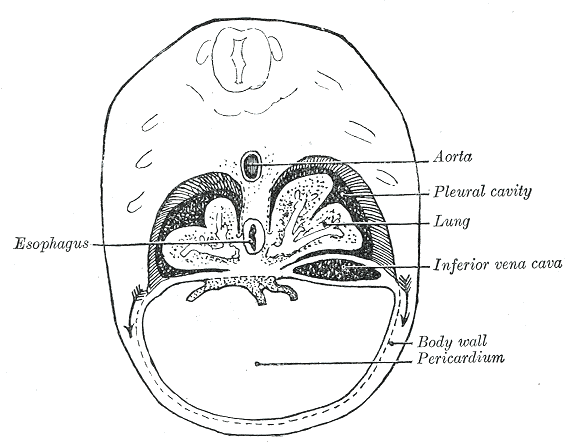 Aorta
Pleural cavity
Lung
Esophagus
Inferior vena cava
Body wall
Pericardium